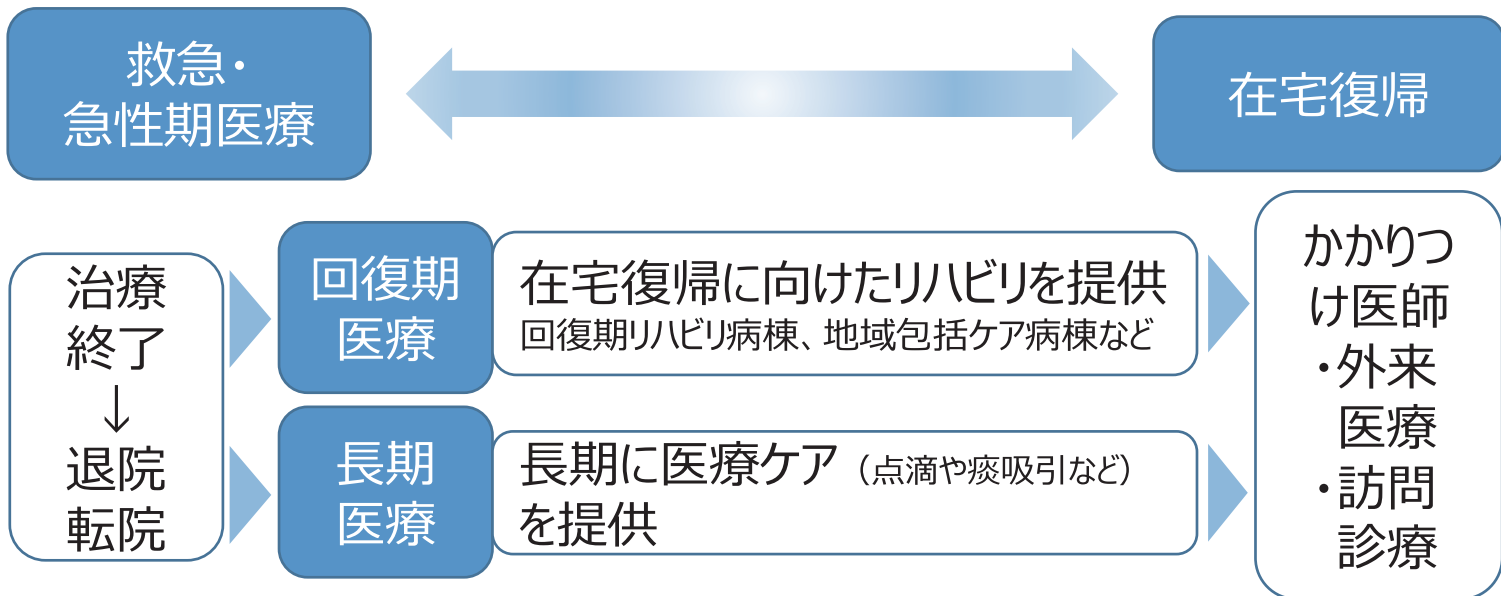 救急・
急性期医療
在宅復帰
治療
終了
↓
退院
転院
回復期
医療
在宅復帰に向けたリハビリを提供
回復期リハビリ病棟、地域包括ケア病棟など
長期
医療
長期に医療ケア（点滴や痰吸引など）
を提供
かかりつ
け医師
・外来
医療
・訪問
診療